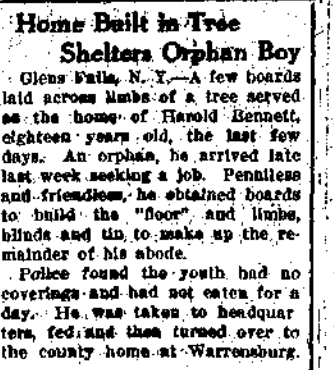 Home Built in Tree
Shelters Orphan Boy
Glens Falls, N. Y.—A few boards
laid across limbs of a tree served
as the home of Harold Bennett,
eighteen years old, the last few
days. An orphan, he arrived late
last week seeking a job. Penniless
and friendless, he obtained boards
to build the "floor" and limbs,
blinds and tin, to make up the re-
mainder of his abode.
Police found the youth had no
coverings and had not eaten for a
day. He was taken to headquar
ters, fed and then turned over to
the county home at Warrensburg.